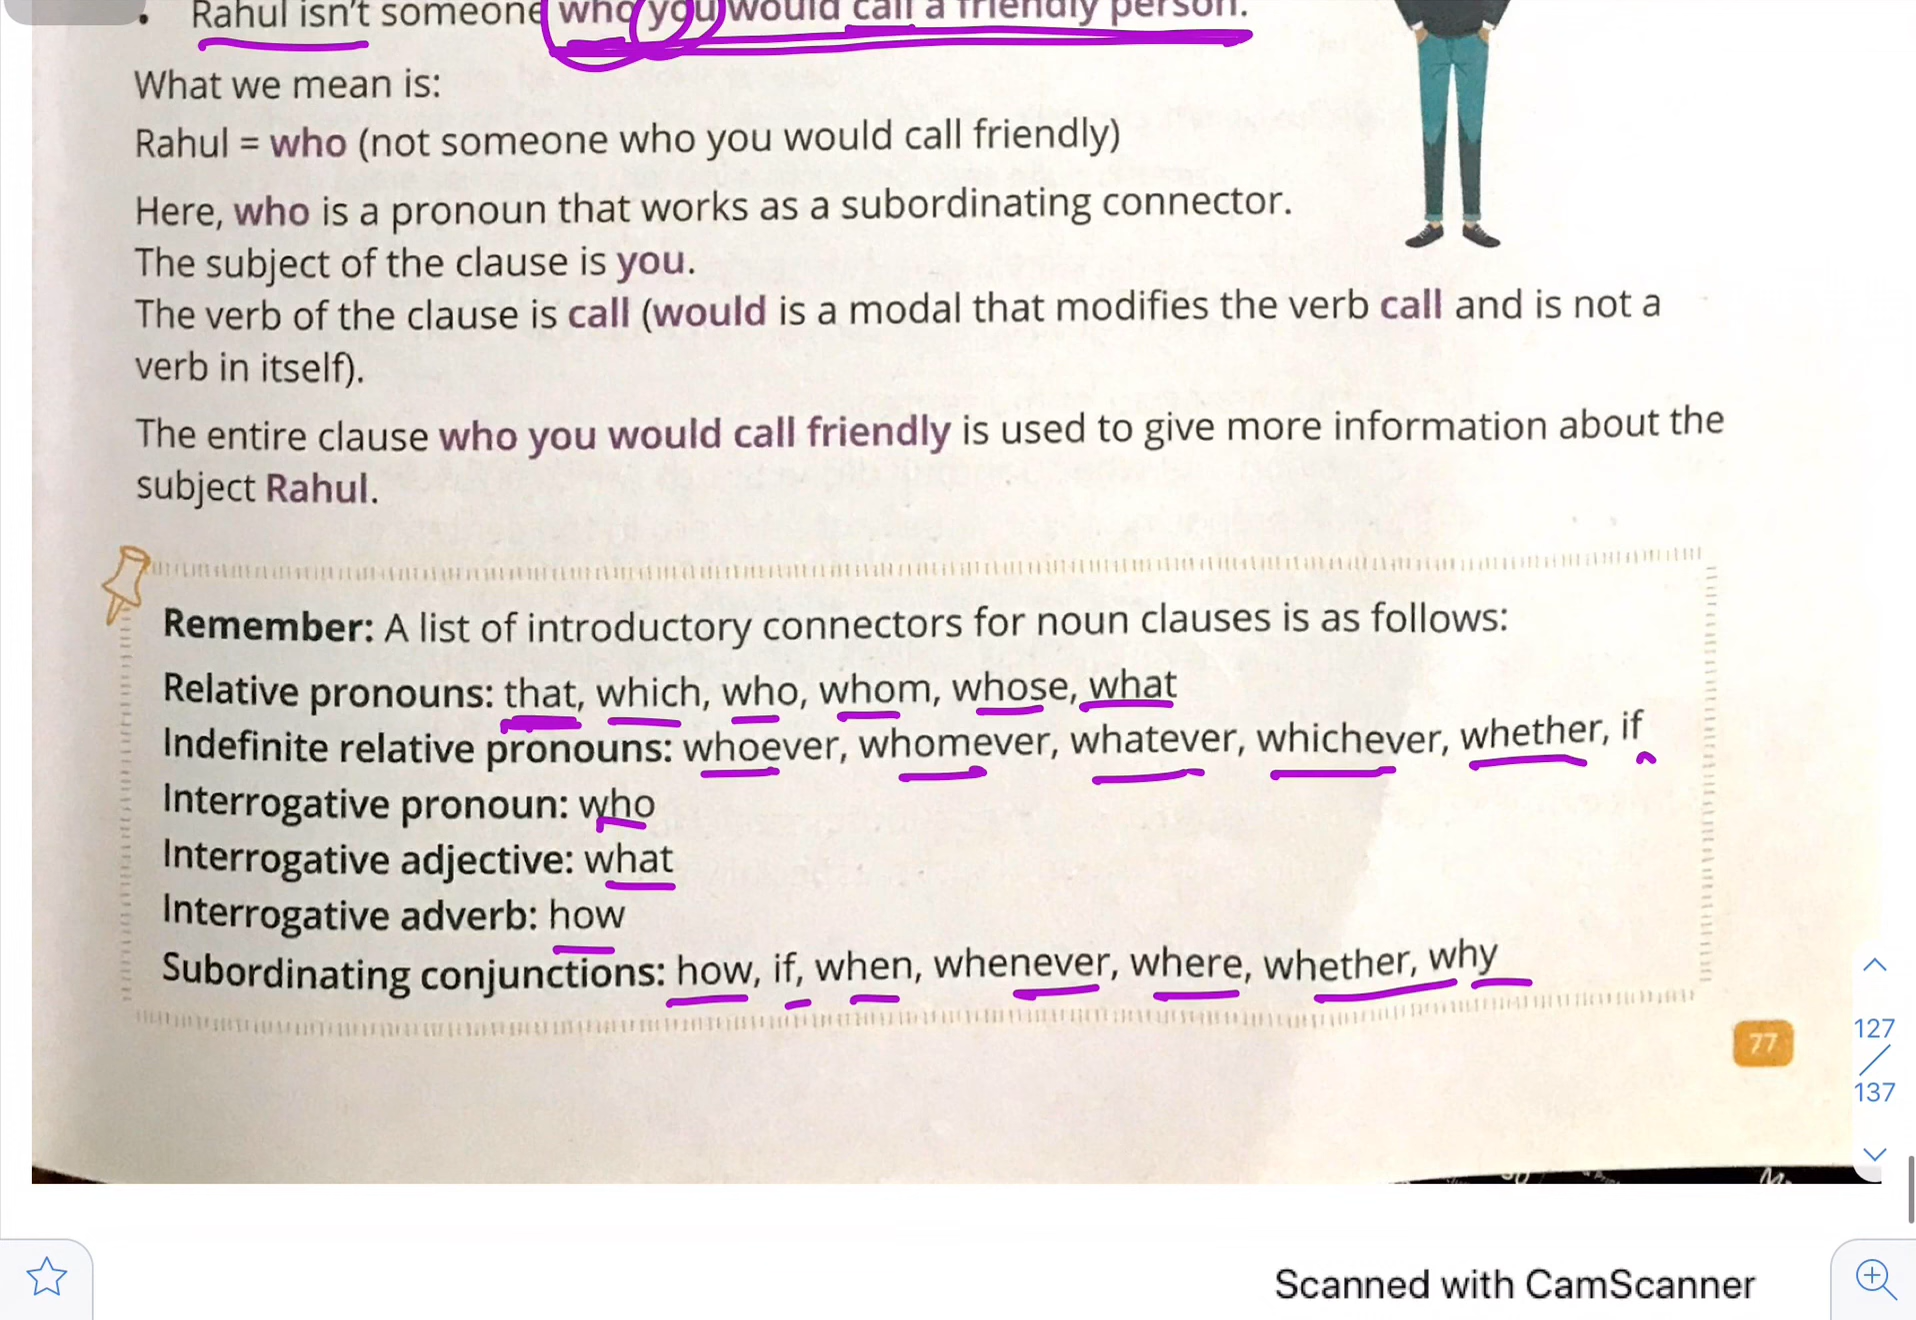 • Rahul isn't someone who you would call a friendly person.
What we mean is:
Rahul = who (not someone who you would call friendly)
Here, who is a pronoun that works as a subordinating connector.
The subject of the clause is you.
The verb of the clause is call (would is a modal that modifies the verb call and is not a
verb in itself).
The entire clause who you would call friendly is used to give more information about the
subject Rahul.
Remember: A list of introductory connectors for noun clauses is as follows:
Relative pronouns: that, which, who, whom, whose, what
Indefinite relative pronouns: whoever, whomever, whatever, whichever, whether, if
Interrogative pronoun: who
Interrogative adjective: what
Interrogative adverb: how
Subordinating conjunctions: how, if, when, whenever, where, whether, why
77
127
/
137
Scanned with CamScanner